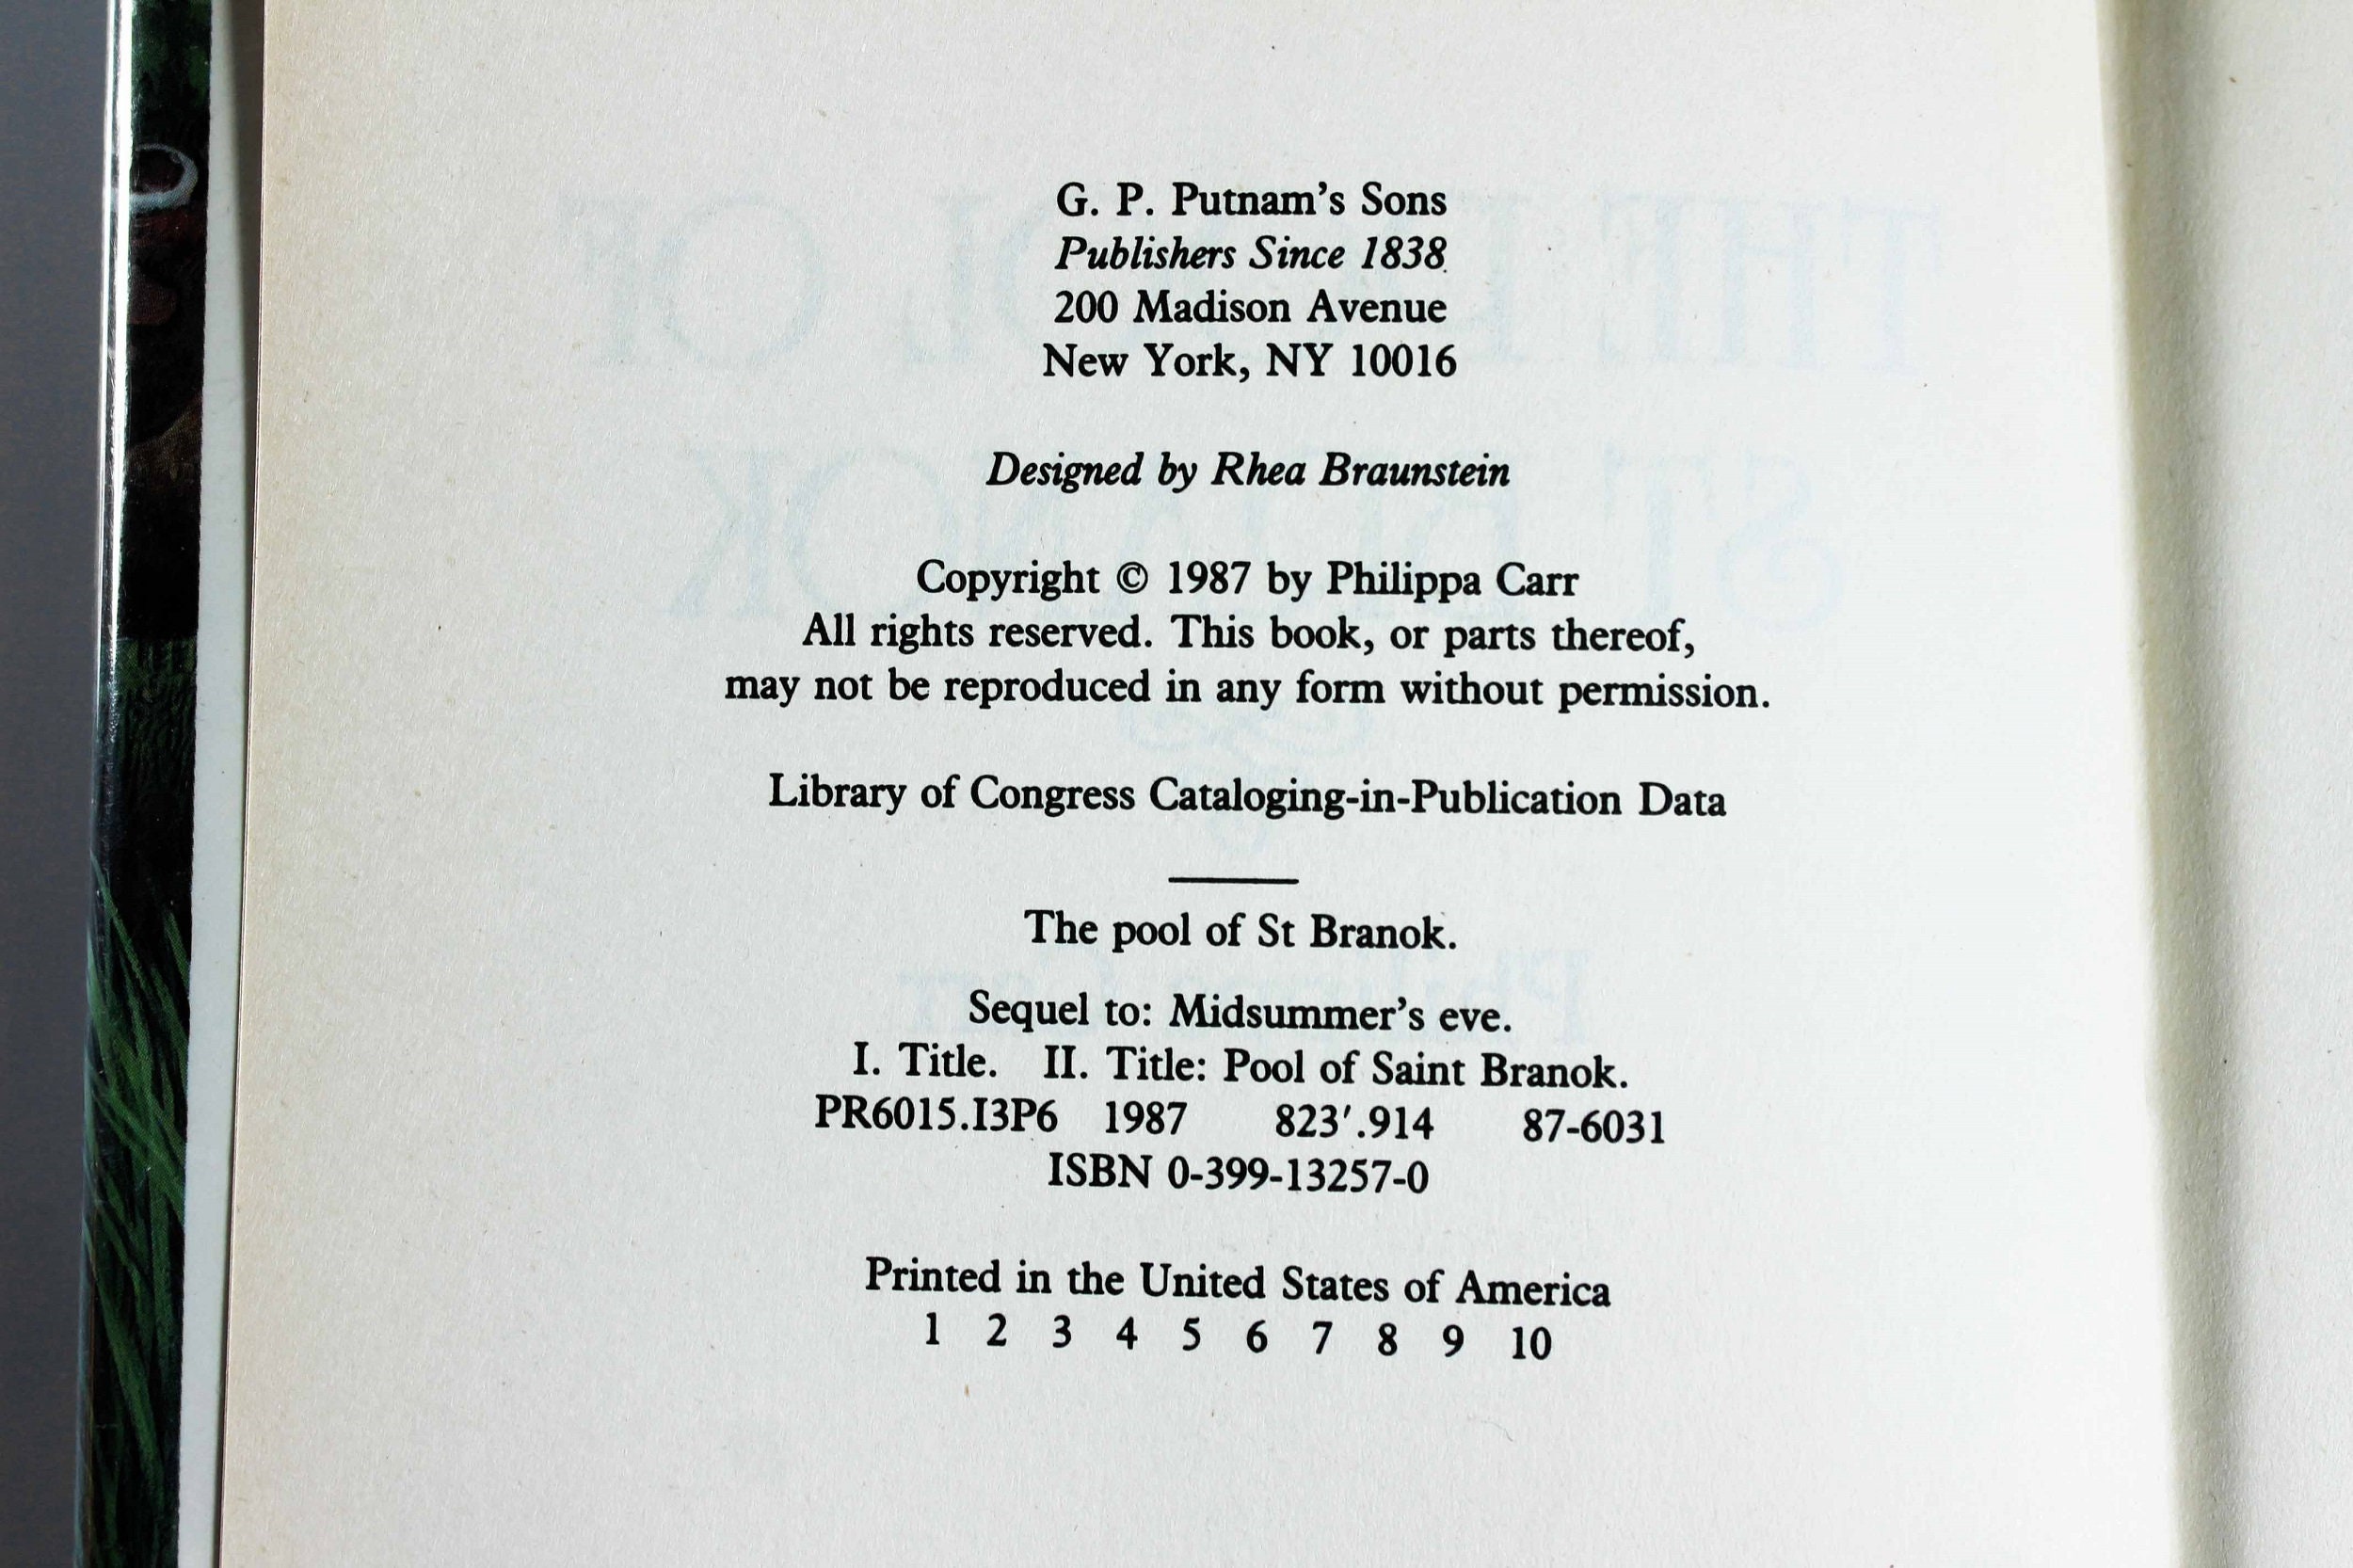 G. P. Putnam's Sons
Publishers Since 1838
200 Madison Avenue
New York, NY 10016
Designed by Rhea Braunstein
Copyright © 1987 by Philippa Carr
All rights reserved. This book, or parts thereof,
may not be reproduced in any form without permission.
Library of Congress Cataloging-in-Publication Data
The pool of St Branok.
Sequel to: Midsummer's eve.
I. Title. II. Title: Pool of Saint Branok.
PR6015.I3P6 1987 823′.914 87-6031
ISBN 0-399-13257-0
Printed in the United States of America
1 2 3 4 5 6 7 8 9 10